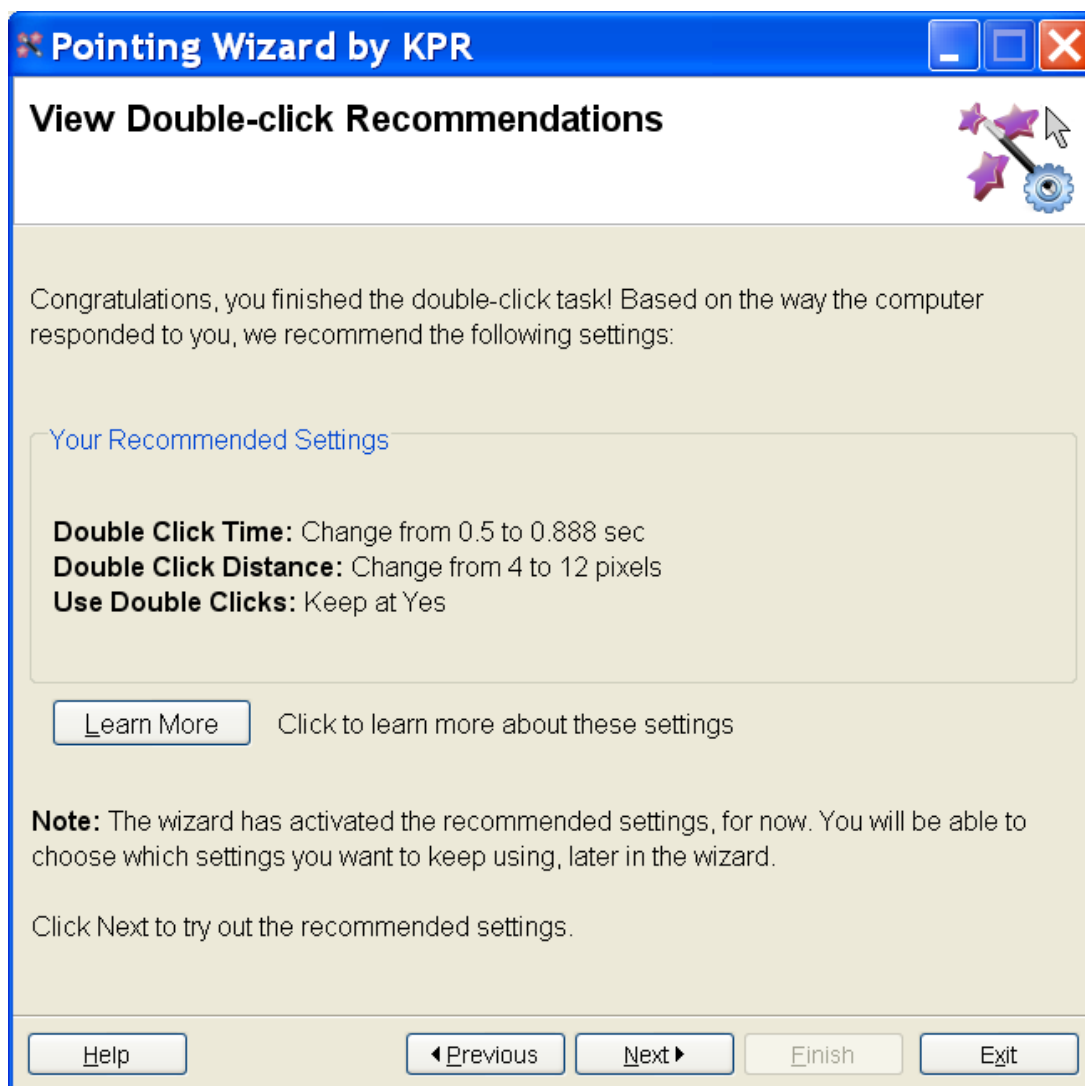 Pointing Wizard by KPR
View Double-click Recommendations
Congratulations, you finished the double-click task! Based on the way the computer
responded to you, we recommend the following settings:
Your Recommended Settings
Double Click Time: Change from 0.5 to 0.888 sec
Double Click Distance: Change from 4 to 12 pixels
Use Double Clicks: Keep at Yes
Learn More Click to learn more about these settings
Note: The wizard has activated the recommended settings, for now. You will be able to
choose which settings you want to keep using, later in the wizard.
Click Next to try out the recommended settings.
Help Previous Next Finish Exit